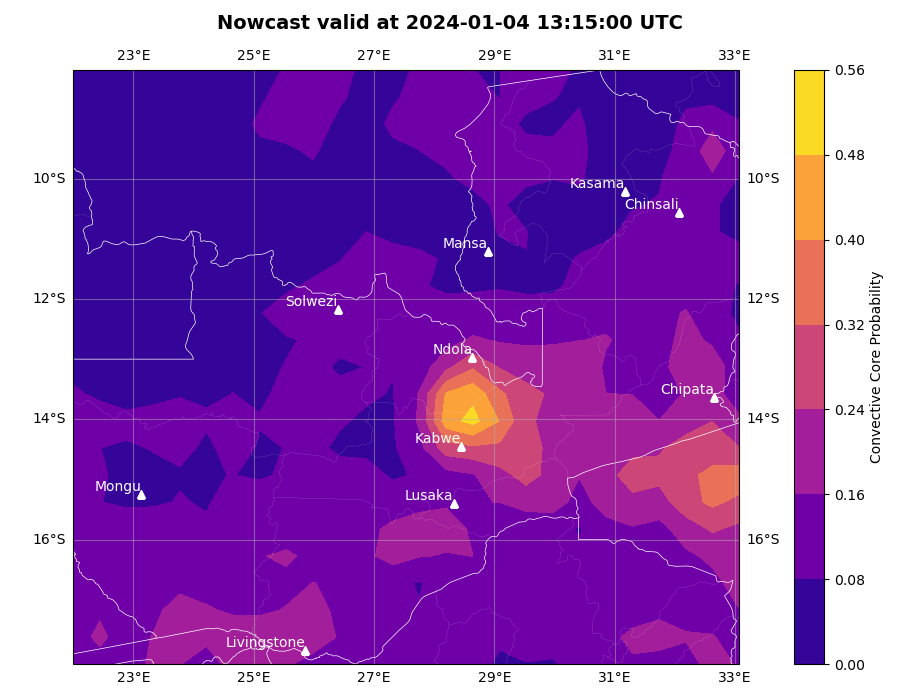 Nowcast valid at 2024-01-04 13:15:00 UTC
23°E 25°E 27°E 29°E 31°E 33°E
0.56
0.48
10°S Kasama 10°S
Chinsali
0.40
Mansa
12°S Solwezi 12°S
0.32
Ndola
Chipata
0.24
14°S 14°S
Kabwe
Mongu Lusaka
0.16
16°S 16°S
0.08
Livingstone
0.00
23°E 25°E 27°E 29°E 31°E 33°E
Convective Core Probability